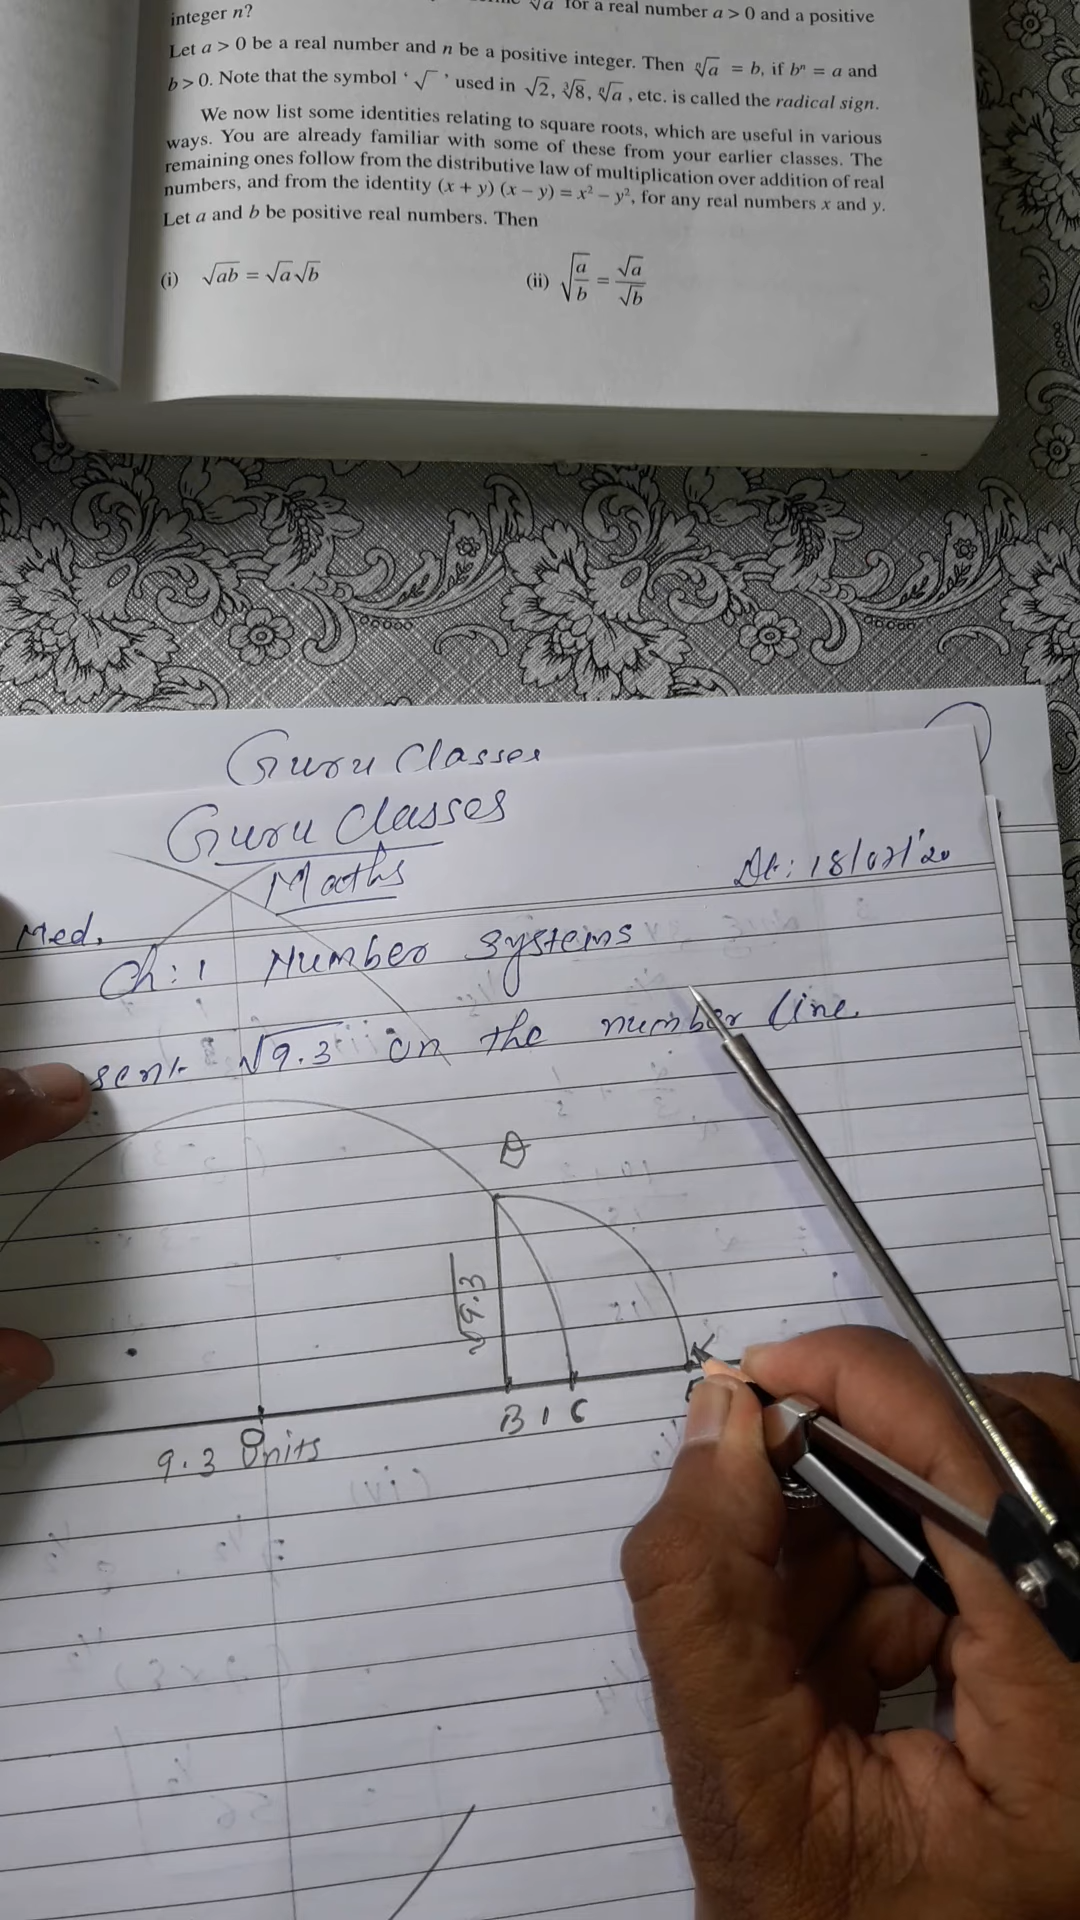 √a for a real number a > 0 and a positive
integer n?
Let a > 0 be a real number and n be a positive integer. Then ⁿ√a = b, if bⁿ = a and
b > 0. Note that the symbol ‘ √ ’ used in √2, ³√8, ⁿ√a , etc. is called the radical sign.
We now list some identities relating to square roots, which are useful in various
ways. You are already familiar with some of these from your earlier classes. The
remaining ones follow from the distributive law of multiplication over addition of real
numbers, and from the identity (x + y) (x – y) = x² – y², for any real numbers x and y.
Let a and b be positive real numbers. Then
(i) √ab = √a√b (ii) √(a/b) = √a/√b
Guru Classes
Guru Classes
Maths
Dt: 18/07/'20
Med.
Ch: 1 Number Systems
sent √9.3 on the number line.
D
√9.3
B 1 C
O
9.3 Units